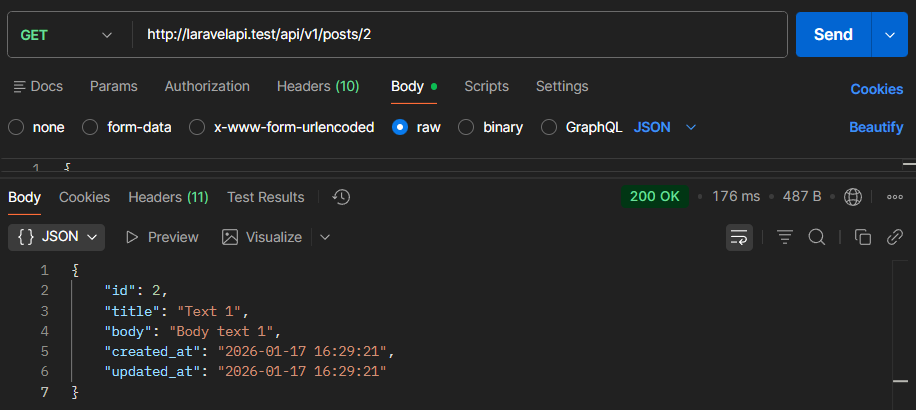 GET http://laravelapi.test/api/v1/posts/2 Send
Docs Params Authorization Headers (10) Body Scripts Settings Cookies
none form-data x-www-form-urlencoded raw binary GraphQL JSON Beautify
1 {
Body Cookies Headers (11) Test Results 200 OK • 176 ms • 487 B
{} JSON Preview Visualize
1 {
2 "id": 2,
3 "title": "Text 1",
4 "body": "Body text 1",
5 "created_at": "2026-01-17 16:29:21",
6 "updated_at": "2026-01-17 16:29:21"
7 }